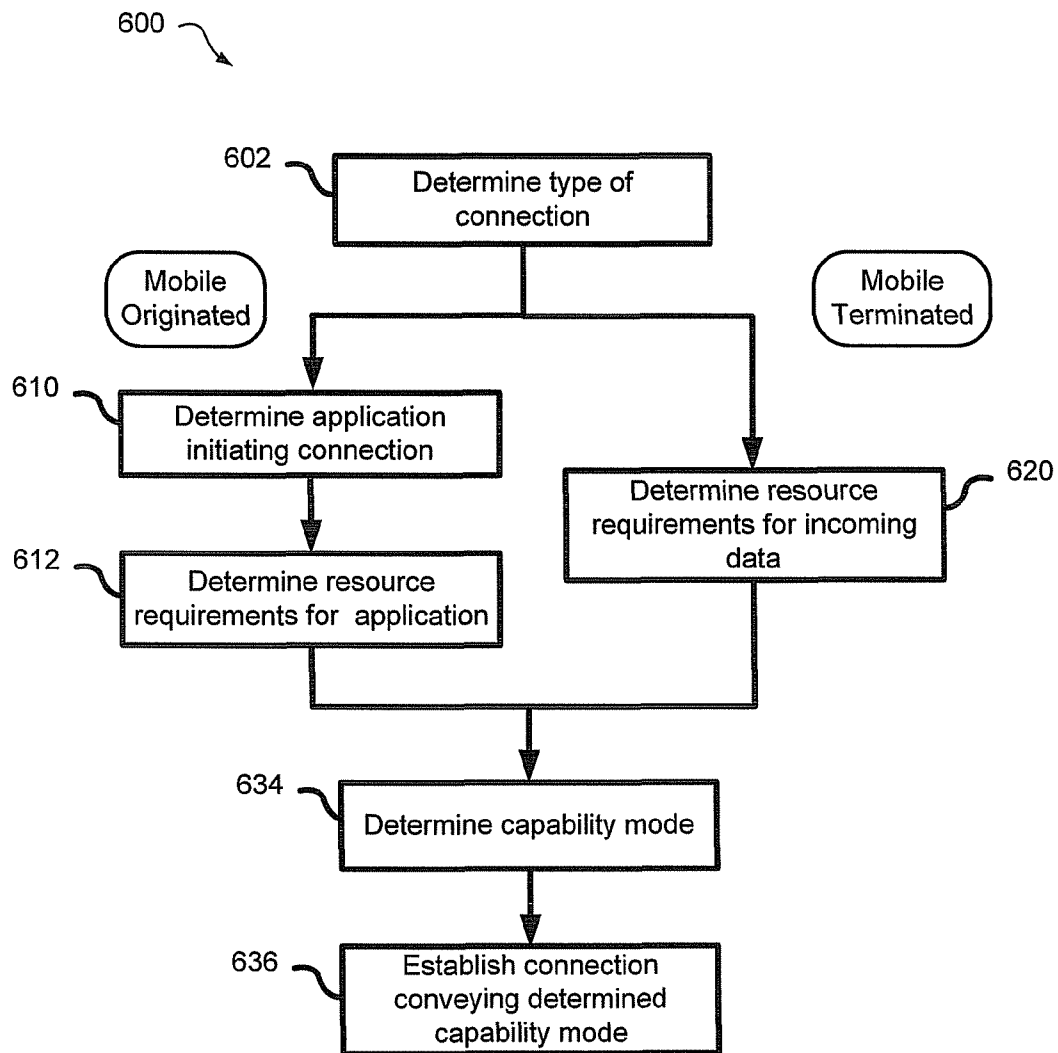 600
602
Determine type of
connection
Mobile
Originated
Mobile
Terminated
610
Determine application
initiating connection
620
Determine resource
requirements for incoming
data
612
Determine resource
requirements for application
634
Determine capability mode
636
Establish connection
conveying determined
capability mode